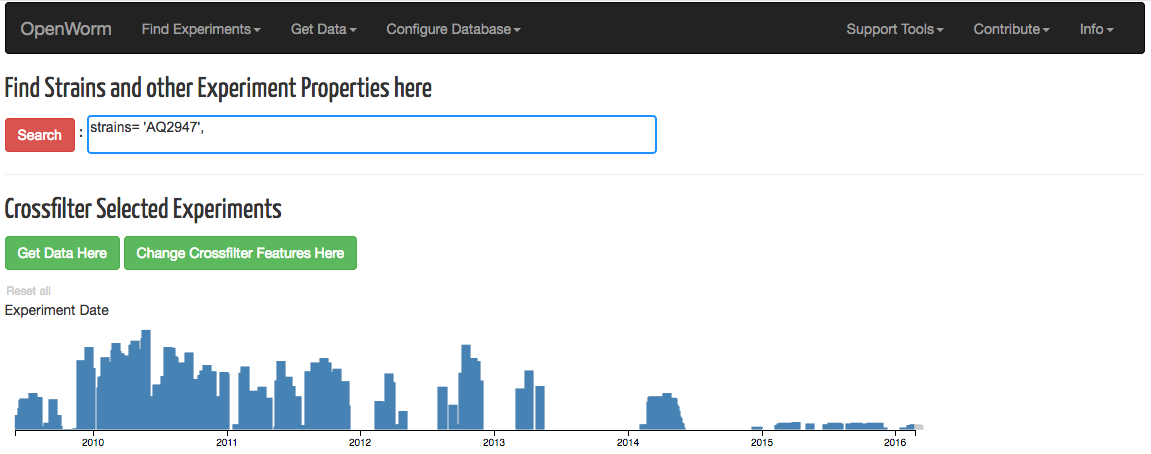 OpenWorm Find Experiments Get Data Configure Database Support Tools Contribute Info
Find Strains and other Experiment Properties here
Search : strains= 'AQ2947',
Crossfilter Selected Experiments
Get Data Here Change Crossfilter Features Here
Reset all
Experiment Date
2010 2011 2012 2013 2014 2015 2016